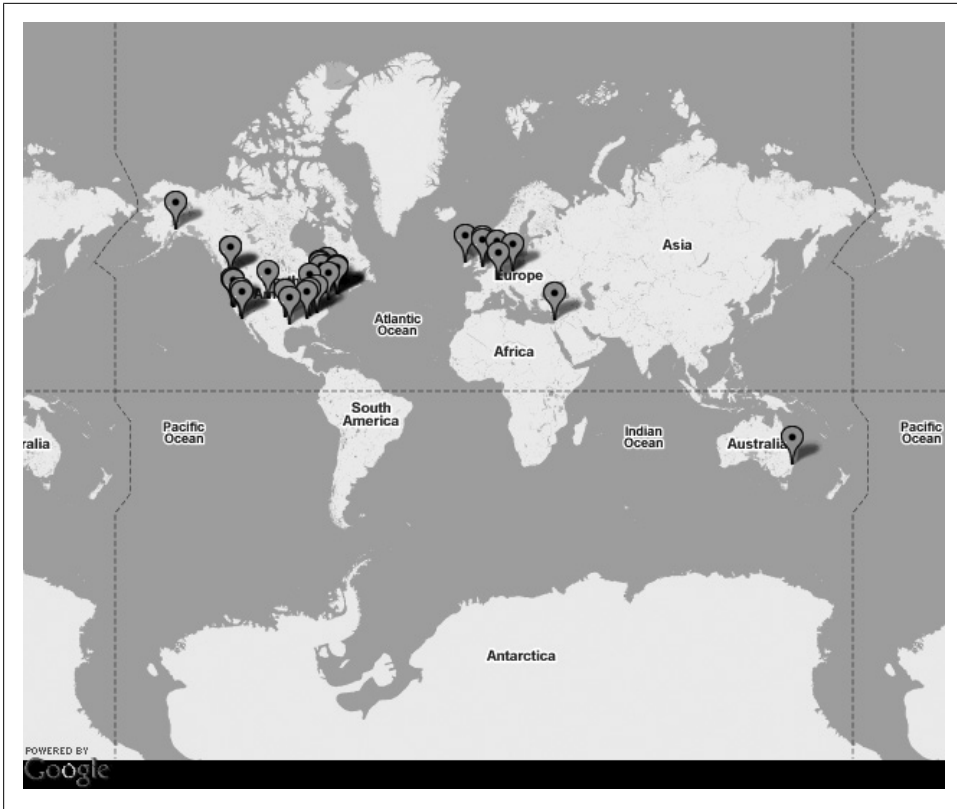 Asia
Europe
Atlantic
Ocean
Africa
South
America
Pacific
Ocean
Indian
Ocean
Australia
Pacific
Ocean
ralia
Antarctica
POWERED BY
Google